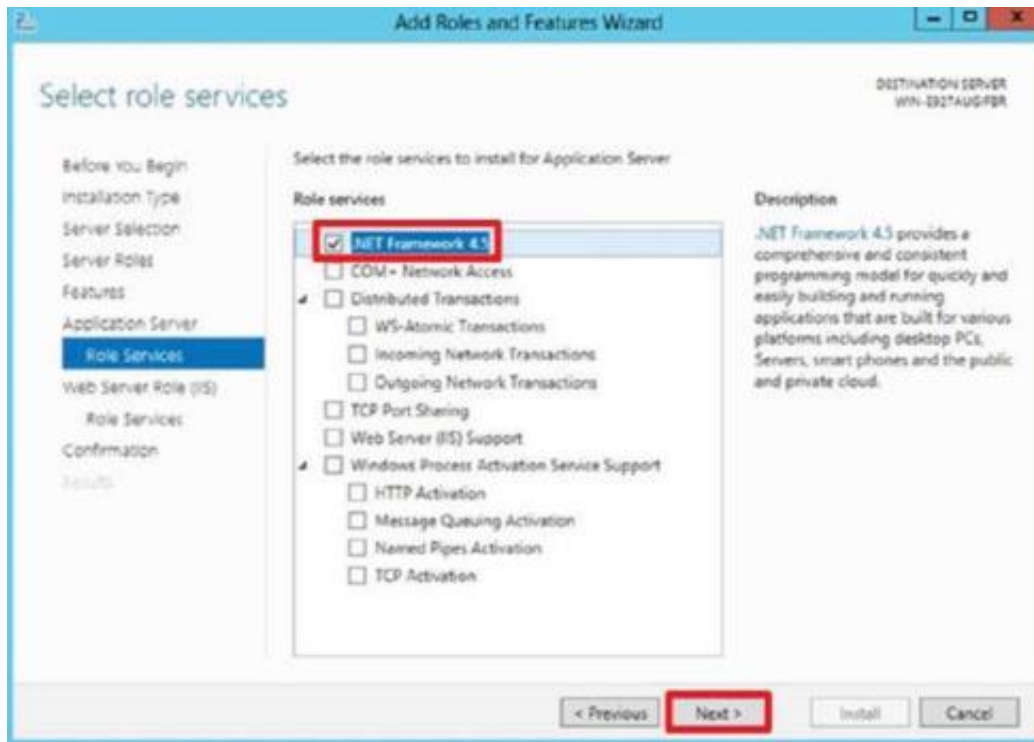 Add Roles and Features Wizard
Select role services
DESTINATION SERVER
Before You Begin
Installation Type
Server Selection
Server Roles
Features
Application Server
Role Services
Web Server Role (IIS)
Role Services
Confirmation
Results
Select the role services to install for Application Server
Role services
.NET Framework 4.5
COM+ Network Access
Distributed Transactions
WS-Atomic Transactions
Incoming Network Transactions
Outgoing Network Transactions
TCP Port Sharing
Web Server (IIS) Support
Windows Process Activation Service Support
HTTP Activation
Message Queuing Activation
Named Pipes Activation
TCP Activation
Description
.NET Framework 4.5 provides a
comprehensive and consistent
programming model for quickly and
easily building and running
applications that are built for various
platforms including desktop PCs,
Servers, smart phones and the public
and private cloud.
< Previous
Next >
Install
Cancel